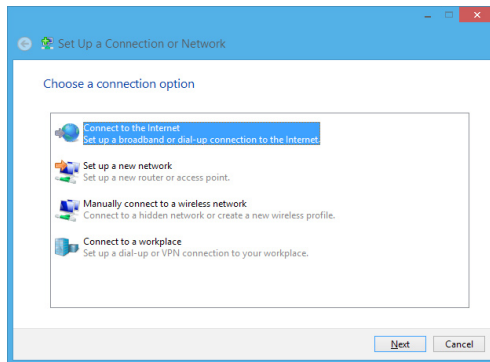 Set Up a Connection or Network
Choose a connection option
Connect to the Internet
Set up a broadband or dial-up connection to the Internet.
Set up a new network
Set up a new router or access point.
Manually connect to a wireless network
Connect to a hidden network or create a new wireless profile.
Connect to a workplace
Set up a dial-up or VPN connection to your workplace.
Next Cancel